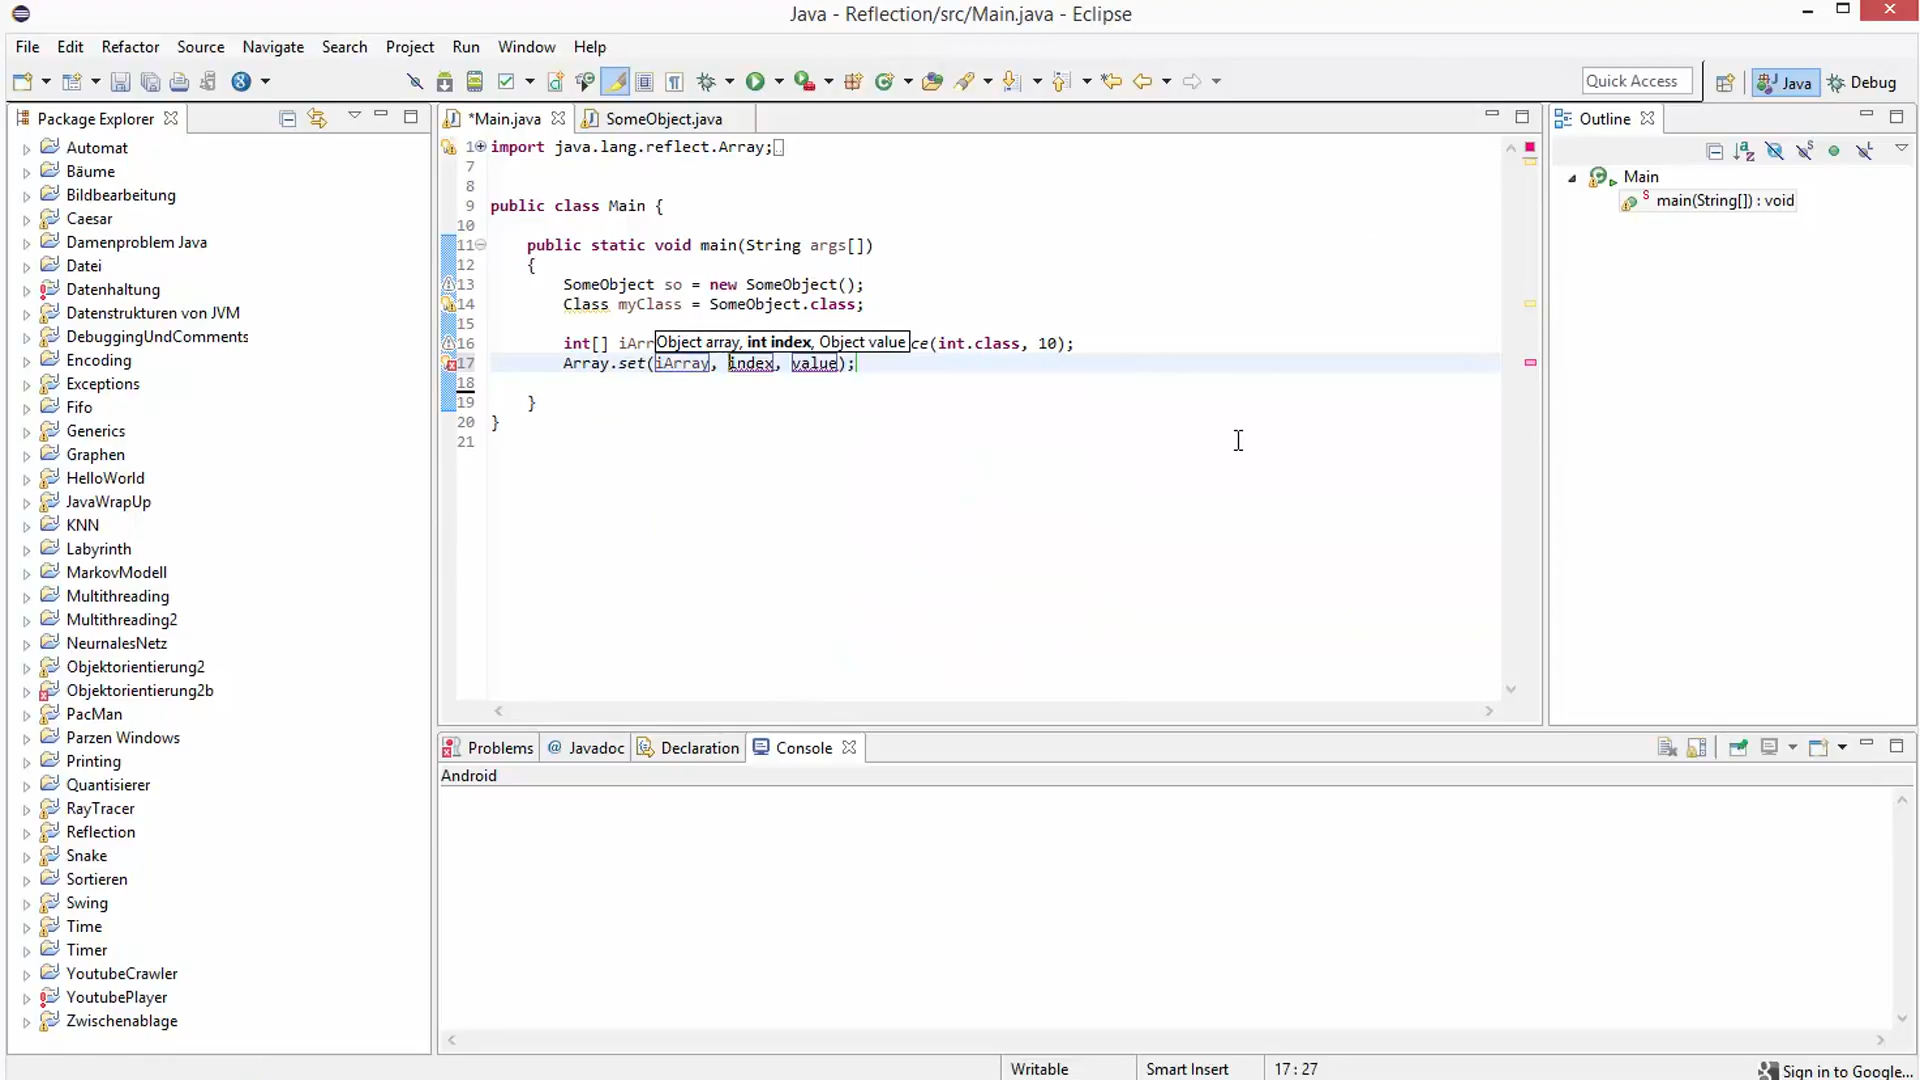 Java - Reflection/src/Main.java - Eclipse
File Edit Refactor Source Navigate Search Project Run Window Help
Quick Access
Java
Debug
Package Explorer
Automat
Bäume
Bildbearbeitung
Caesar
Damenproblem Java
Datei
Datenhaltung
Datenstrukturen von JVM
DebuggingUndComments
Encoding
Exceptions
Fifo
Generics
Graphen
HelloWorld
JavaWrapUp
KNN
Labyrinth
MarkovModell
Multithreading
Multithreading2
NeurnalesNetz
Objektorientierung2
Objektorientierung2b
PacMan
Parzen Windows
Printing
Quantisierer
RayTracer
Reflection
Snake
Sortieren
Swing
Time
Timer
YoutubeCrawler
YoutubePlayer
Zwischenablage
*Main.java
SomeObject.java
1 import java.lang.reflect.Array;
7
8
9 public class Main {
10
11 public static void main(String args[])
12 {
13 SomeObject so = new SomeObject();
14 Class myClass = SomeObject.class;
15
16 int[] iArr ce(int.class, 10);
Object array, int index, Object value
17 Array.set(iArray, index, value);
18
19 }
20 }
21
Outline
Main
main(String[]) : void
Problems @ Javadoc Declaration Console
Android
Writable Smart Insert 17 : 27
Sign in to Google...